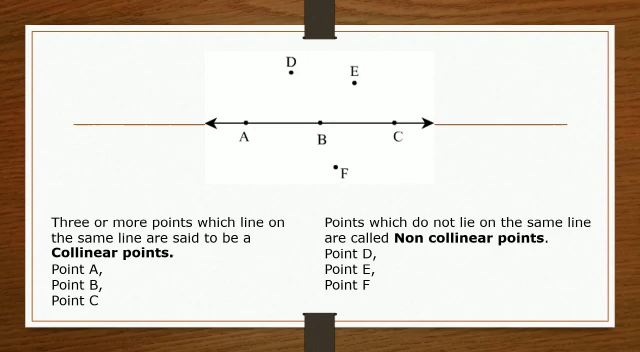 D
E
A
B
C
F
Three or more points which line on
the same line are said to be a
Collinear points.
Point A,
Point B,
Point C
Points which do not lie on the same line
are called Non collinear points.
Point D,
Point E,
Point F